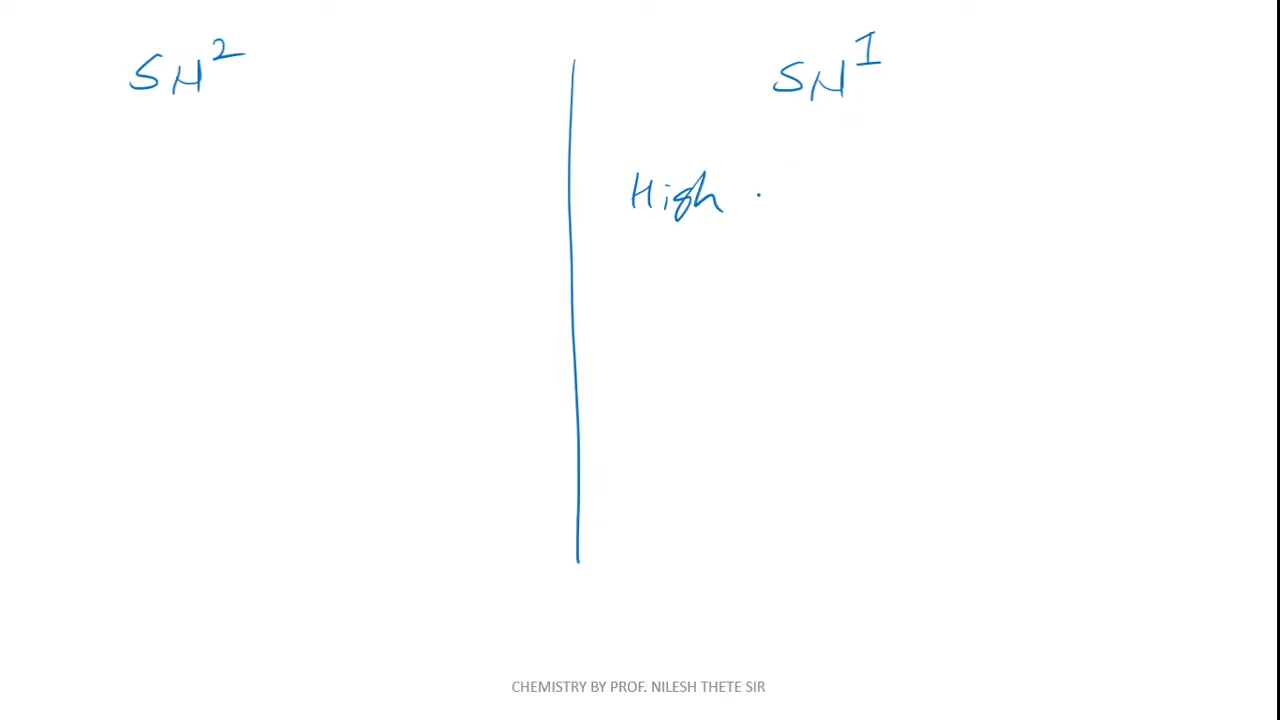 SN²
SN¹
High .
CHEMISTRY BY PROF. NILESH THETE SIR